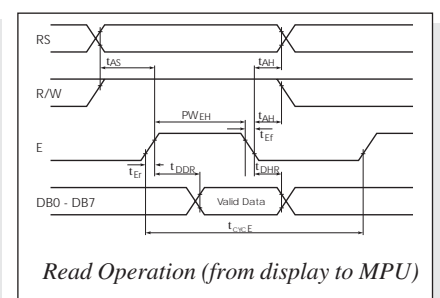 RS
tAS
tAH
R/W
PWEH
tAH
tEf
E
tEr
tDDR
tDHR
DB0 - DB7
Valid Data
tCYCE
Read Operation (from display to MPU)